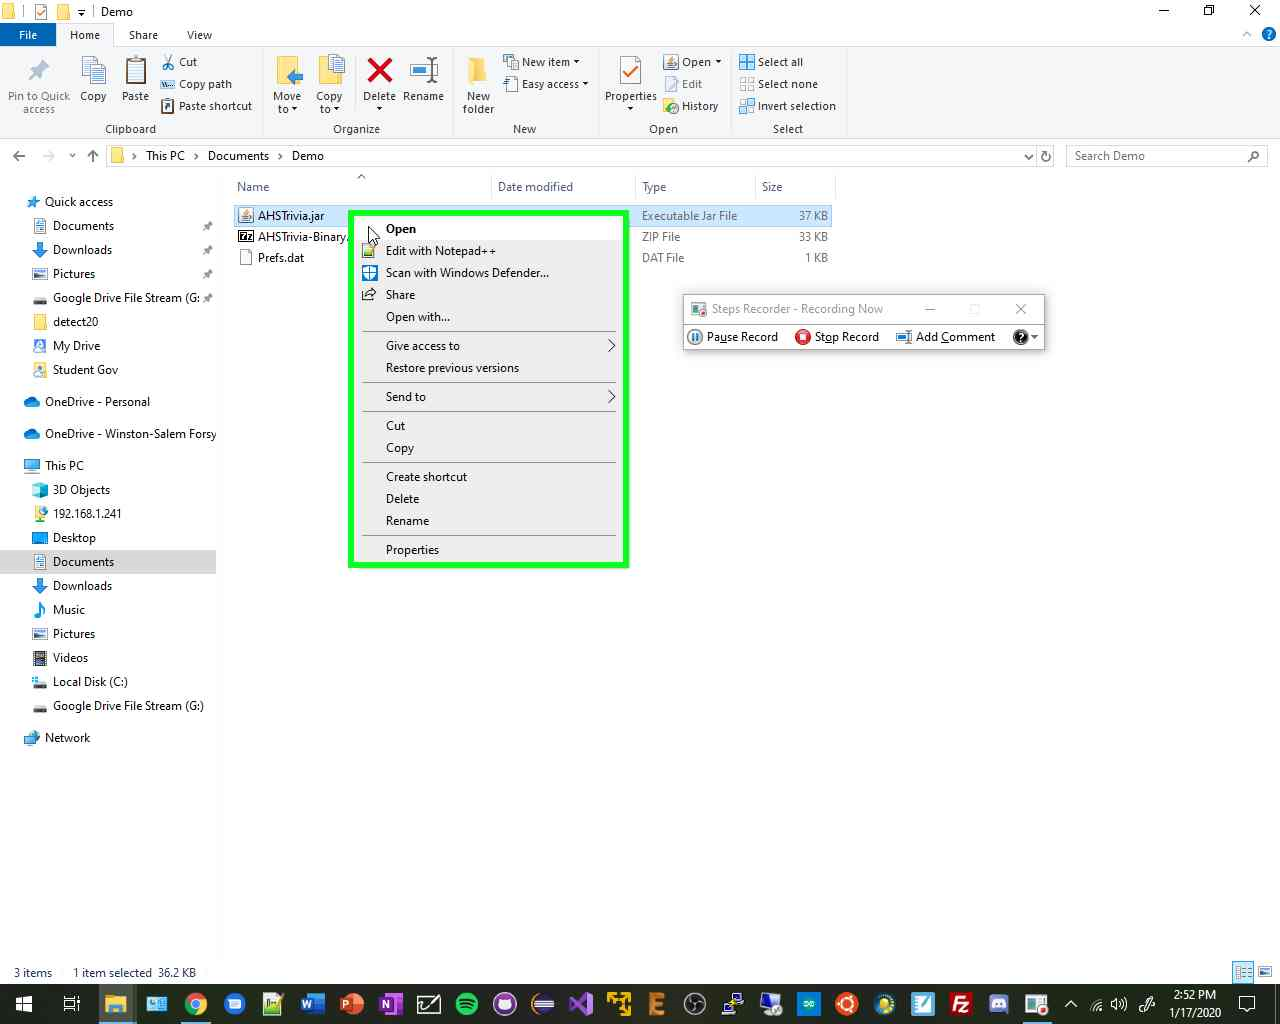 Demo
File
Home
Share
View
Pin to Quick access
Copy
Paste
Cut
Copy path
Paste shortcut
Clipboard
Move to
Copy to
Delete
Rename
Organize
New folder
New item
Easy access
New
Properties
Open
Edit
History
Open
Select all
Select none
Invert selection
Select
This PC > Documents > Demo
Search Demo
Name
Date modified
Type
Size
AHSTrivia.jar
Executable Jar File
37 KB
AHSTrivia-Binary.
ZIP File
33 KB
Prefs.dat
DAT File
1 KB
Open
Edit with Notepad++
Scan with Windows Defender...
Share
Open with...
Give access to
Restore previous versions
Send to
Cut
Copy
Create shortcut
Delete
Rename
Properties
Steps Recorder - Recording Now
Pause Record
Stop Record
Add Comment
Quick access
Documents
Downloads
Pictures
Google Drive File Stream (G:
detect20
My Drive
Student Gov
OneDrive - Personal
OneDrive - Winston-Salem Forsy
This PC
3D Objects
192.168.1.241
Desktop
Documents
Downloads
Music
Pictures
Videos
Local Disk (C:)
Google Drive File Stream (G:)
Network
3 items
1 item selected 36.2 KB
2:52 PM
1/17/2020